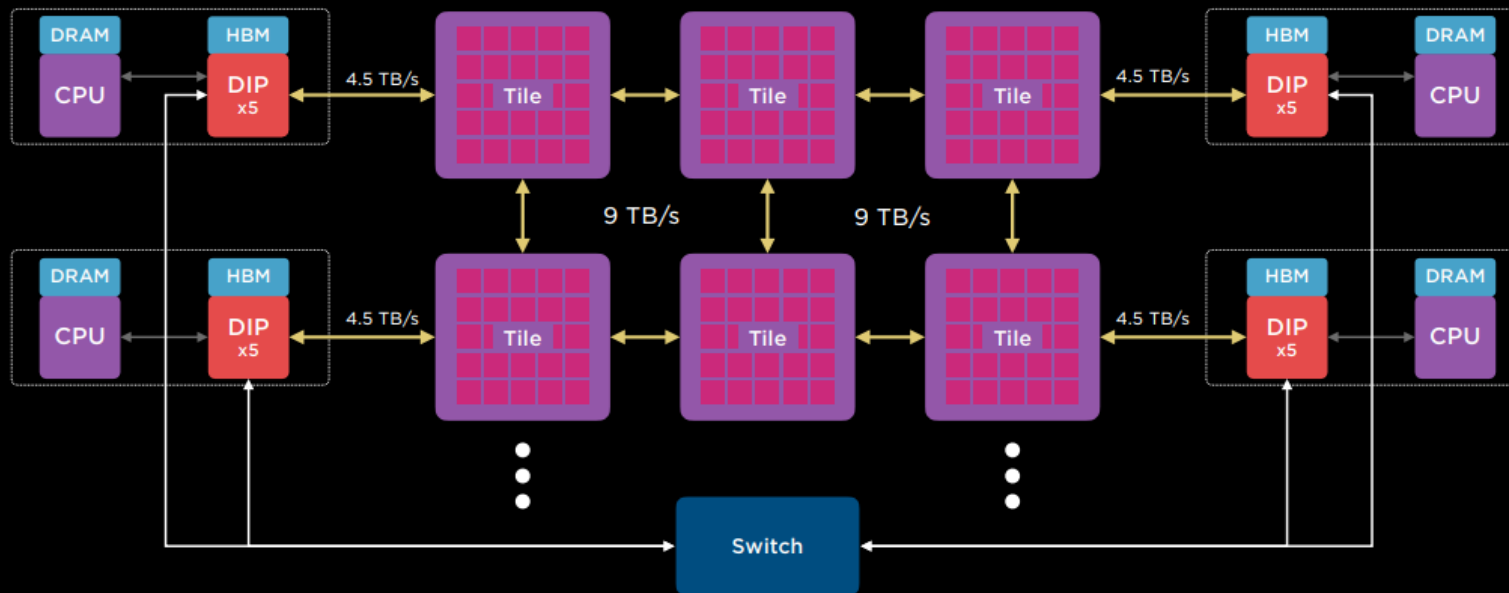 DRAM
HBM
HBM
DRAM
CPU
DIP
x5
4.5 TB/s
Tile
Tile
Tile
4.5 TB/s
DIP
x5
CPU
9 TB/s
9 TB/s
DRAM
HBM
HBM
DRAM
CPU
DIP
x5
4.5 TB/s
Tile
Tile
Tile
4.5 TB/s
DIP
x5
CPU
Switch